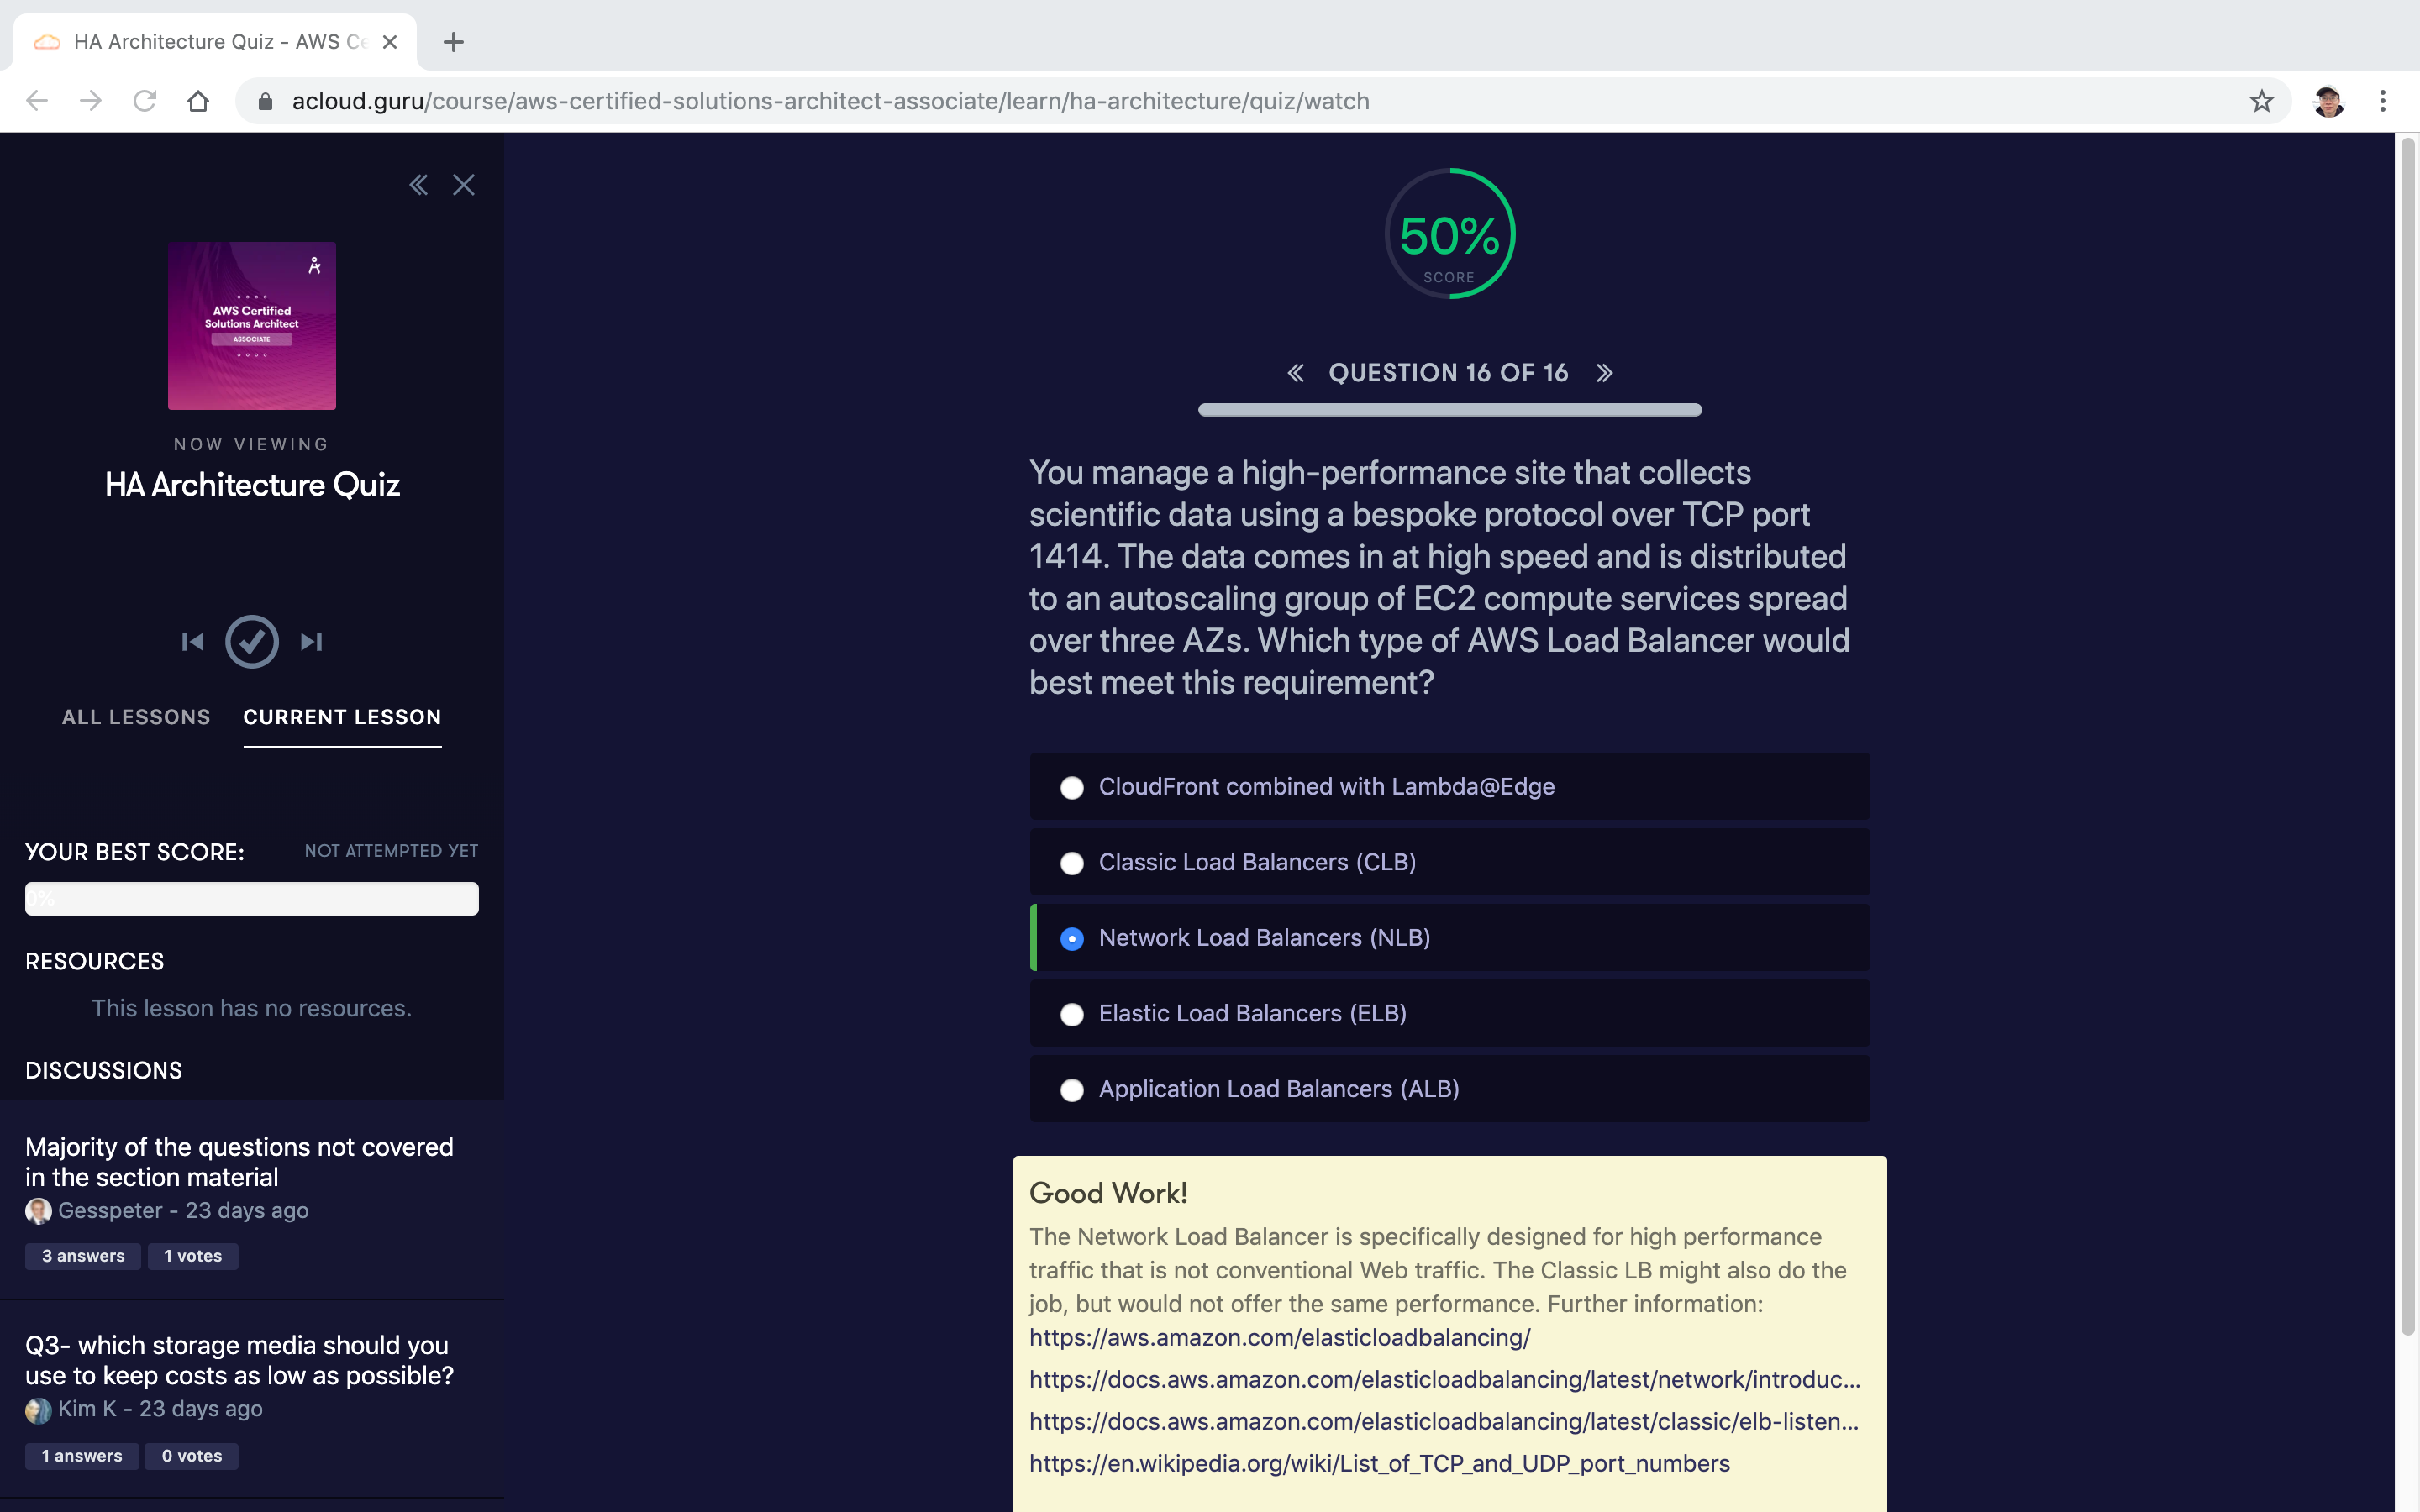 HA Architecture Quiz - AWS Ce
acloud.guru/course/aws-certified-solutions-architect-associate/learn/ha-architecture/quiz/watch
AWS Certified
Solutions Architect
ASSOCIATE
NOW VIEWING
HA Architecture Quiz
ALL LESSONS
CURRENT LESSON
YOUR BEST SCORE:
NOT ATTEMPTED YET
0%
RESOURCES
This lesson has no resources.
DISCUSSIONS
Majority of the questions not covered
in the section material
Gesspeter - 23 days ago
3 answers
1 votes
Q3- which storage media should you
use to keep costs as low as possible?
Kim K - 23 days ago
1 answers
0 votes
50%
SCORE
QUESTION 16 OF 16
You manage a high-performance site that collects
scientific data using a bespoke protocol over TCP port
1414. The data comes in at high speed and is distributed
to an autoscaling group of EC2 compute services spread
over three AZs. Which type of AWS Load Balancer would
best meet this requirement?
CloudFront combined with Lambda@Edge
Classic Load Balancers (CLB)
Network Load Balancers (NLB)
Elastic Load Balancers (ELB)
Application Load Balancers (ALB)
Good Work!
The Network Load Balancer is specifically designed for high performance
traffic that is not conventional Web traffic. The Classic LB might also do the
job, but would not offer the same performance. Further information:
https://aws.amazon.com/elasticloadbalancing/
https://docs.aws.amazon.com/elasticloadbalancing/latest/network/introduc...
https://docs.aws.amazon.com/elasticloadbalancing/latest/classic/elb-listen...
https://en.wikipedia.org/wiki/List_of_TCP_and_UDP_port_numbers